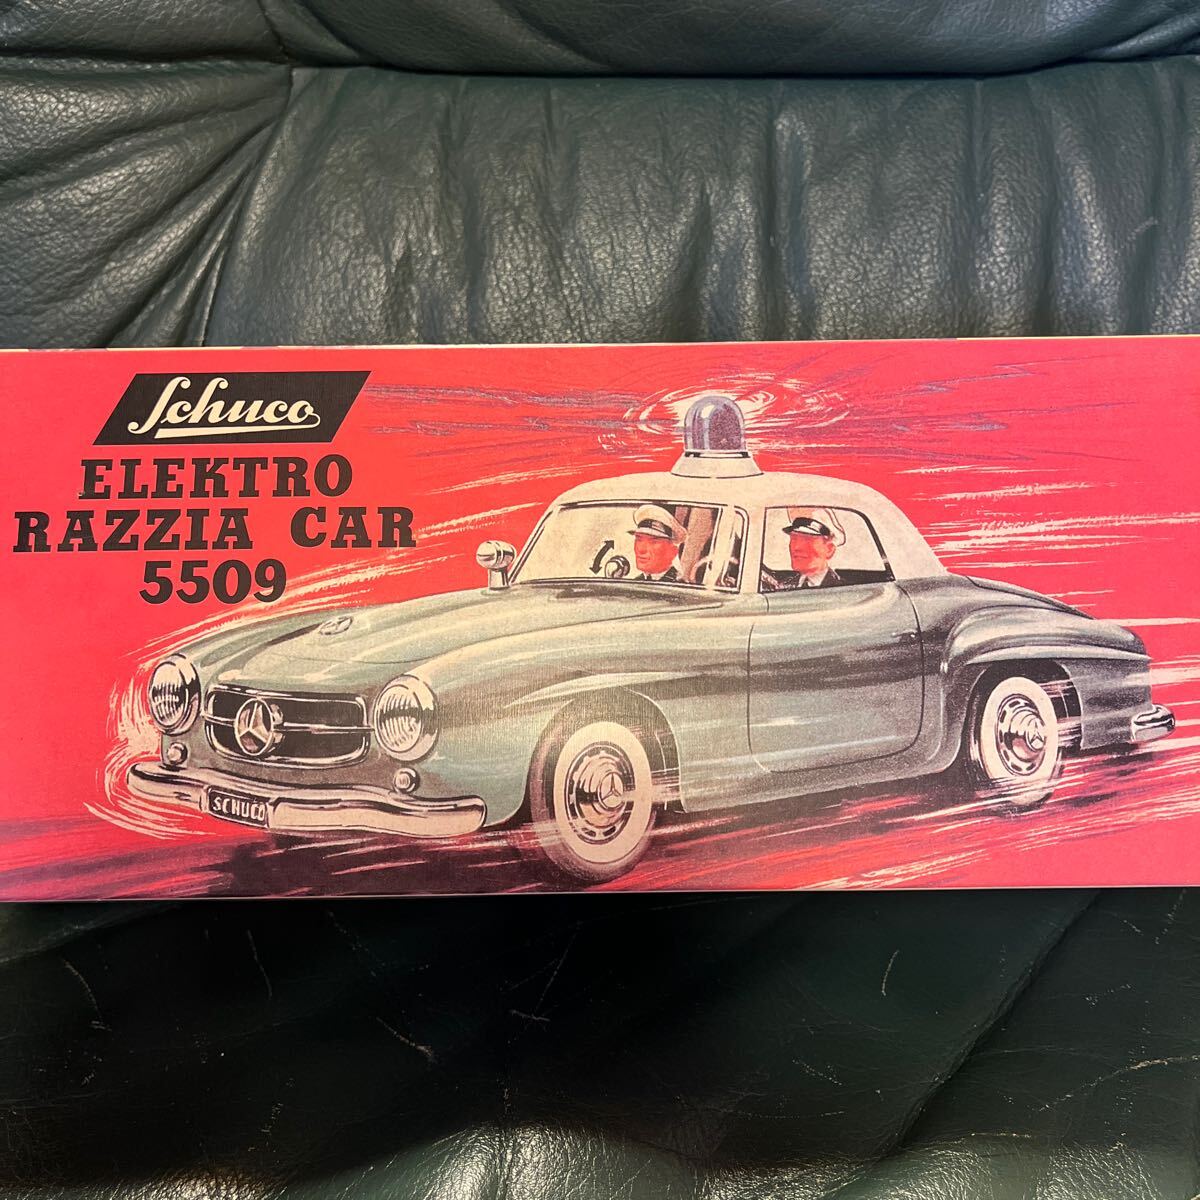 Schuco
ELEKTRO
RAZZIA CAR
5509
SCHUCO